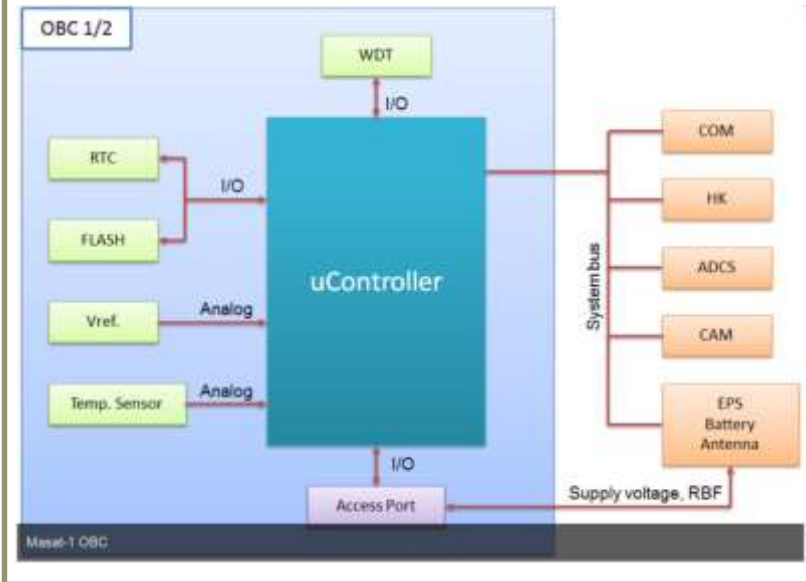 OBC 1/2
WDT
I/O
RTC
I/O
FLASH
uController
Vref.
Analog
Temp. Sensor
Analog
I/O
Access Port
COM
HK
ADCS
CAM
System bus
EPS
Battery
Antenna
Supply voltage, RBF
Masat-1 OBC